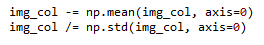 img_col -= np.mean(img_col, axis=0)
img_col /= np.std(img_col, axis=0)